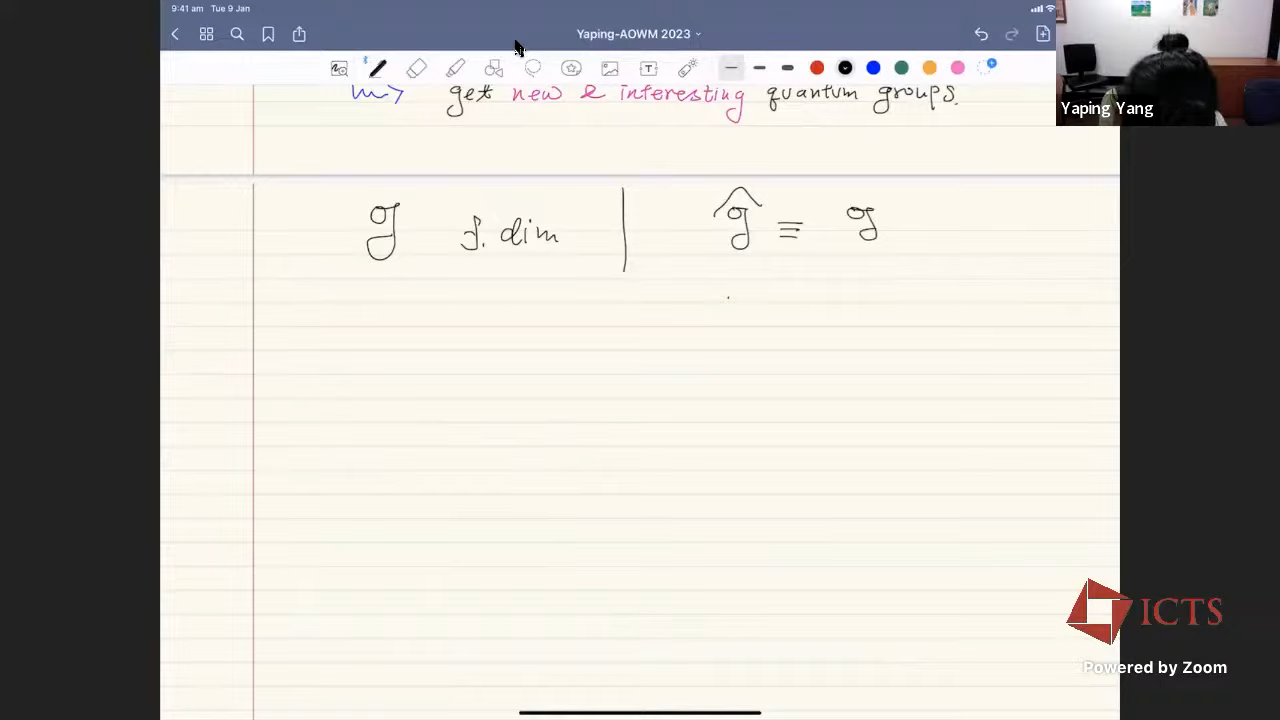 9:41 am Tue 9 Jan
Yaping-AOWM 2023
get new & interesting quantum groups.
g f. dim | ĝ ≡ g
Yaping Yang
ICTS
Powered by Zoom